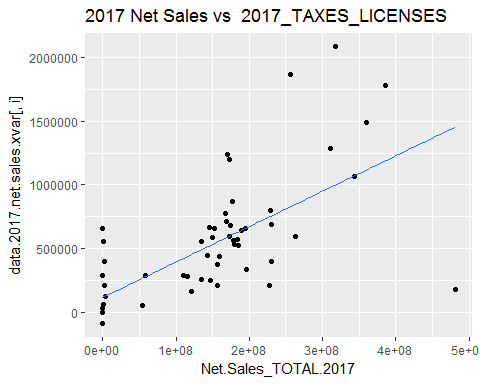 2017 Net Sales vs  2017_TAXES_LICENSES
data.2017.net.sales.xvar[, i]
2000000
1500000
1000000
500000
0
0e+00 1e+08 2e+08 3e+08 4e+08 5e+08
Net.Sales_TOTAL.2017